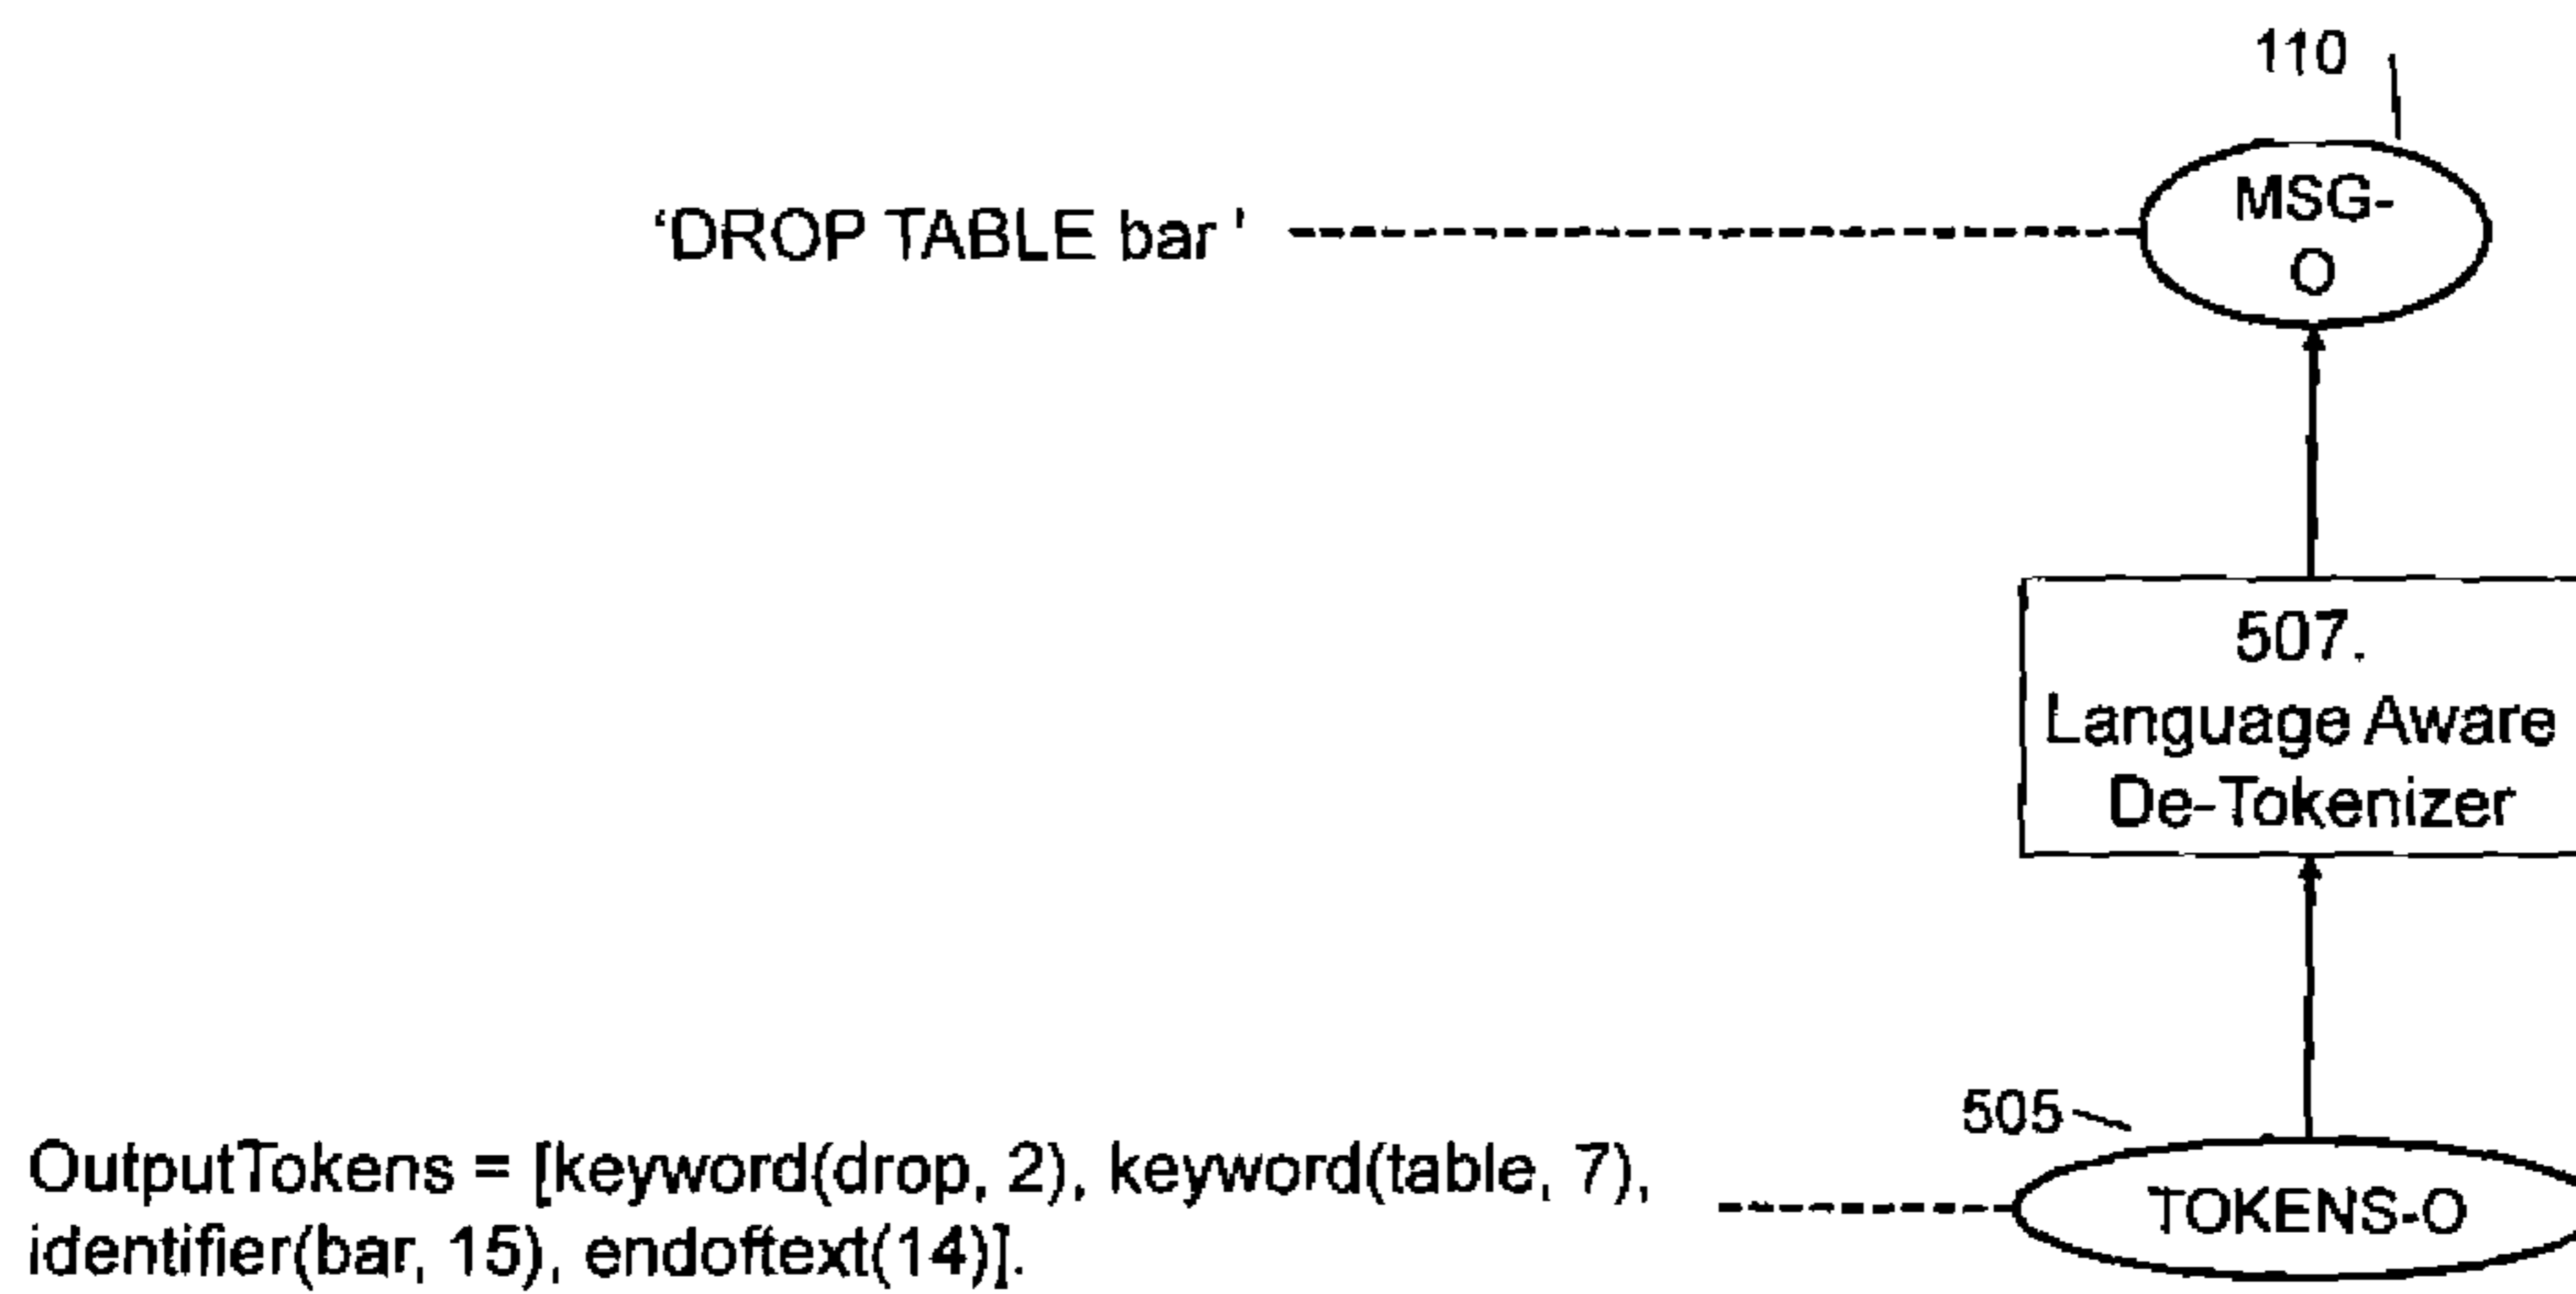 110
MSG-
O
‘DROP TABLE bar '
507.
Language Aware
De-Tokenizer
505
OutputTokens = [keyword(drop, 2), keyword(table, 7),
identifier(bar, 15), endoftext(14)].
TOKENS-O